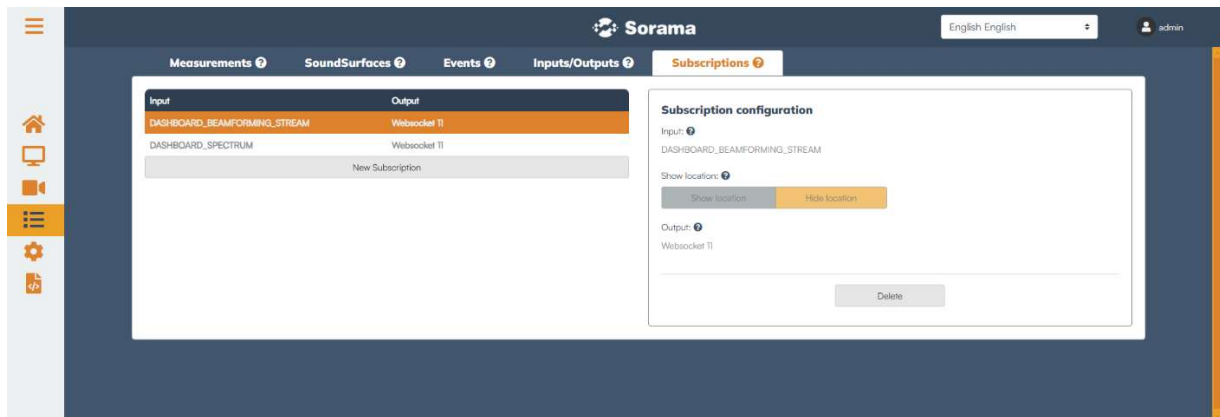 Sorama
English English
admin
Measurements
SoundSurfaces
Events
Inputs/Outputs
Subscriptions
Input Output
DASHBOARD_BEAMFORMING_STREAM Websocket 11
DASHBOARD_SPECTRUM Websocket 11
New Subscription
Subscription configuration
Input:
DASHBOARD_BEAMFORMING_STREAM
Show location:
Show location Hide location
Output:
Websocket 11
Delete